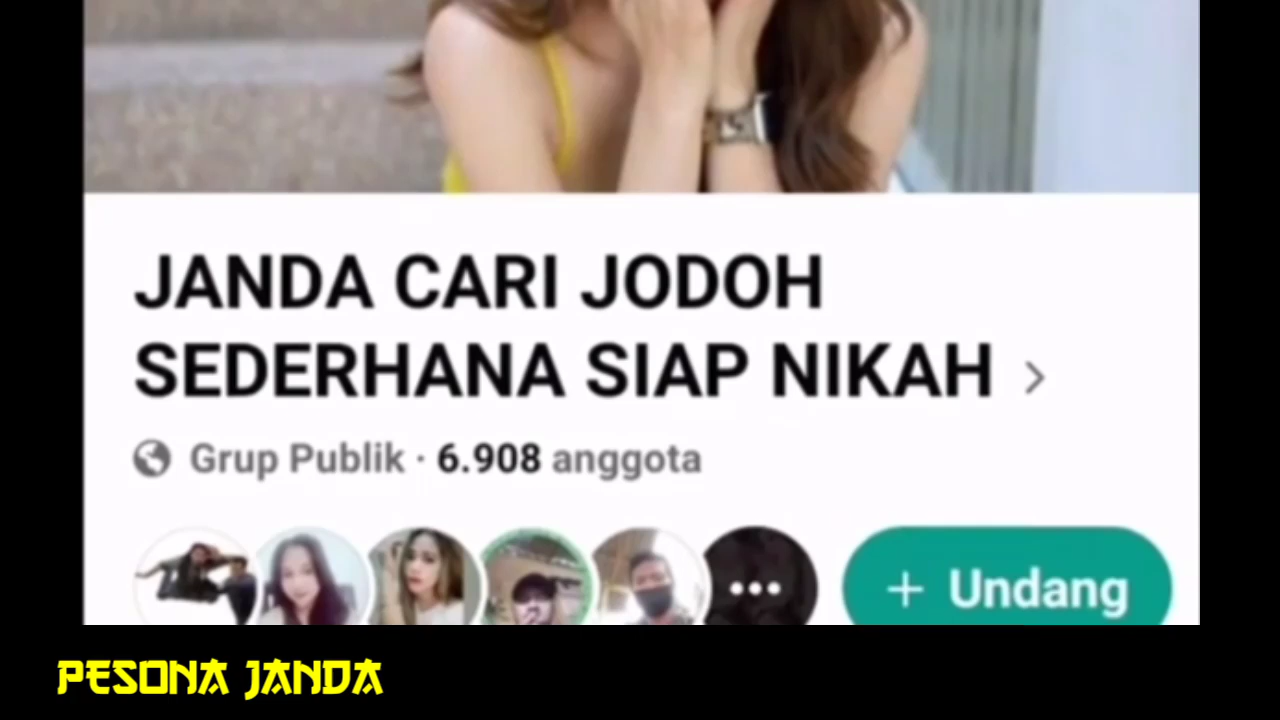 JANDA CARI JODOH
SEDERHANA SIAP NIKAH >
Grup Publik · 6.908 anggota
+ Undang
PESONA JANDA